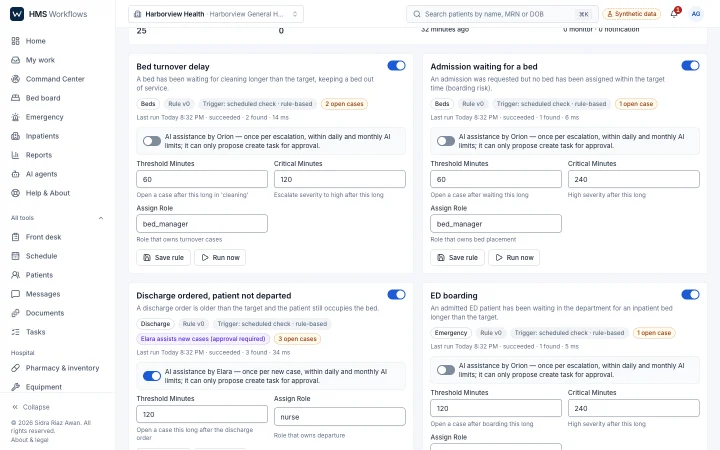 HMS Workflows
Harborview Health · Harborview General H...
Search patients by name, MRN or DOB
⌘K
Synthetic data
1
AG
Home
My work
Command Center
Bed board
Emergency
Inpatients
Reports
AI agents
Help & About
All tools
Front desk
Schedule
Patients
Messages
Documents
Tasks
Hospital
Pharmacy & inventory
Equipment
Collapse
© 2026 Sidra Riaz Awan. All
rights reserved.
About & legal
25
0
32 minutes ago
0 monitor · 0 notification
Bed turnover delay
A bed has been waiting for cleaning longer than the target, keeping a bed out
of service.
Beds
Rule v0
Trigger: scheduled check · rule-based
2 open cases
Last run Today 8:32 PM · succeeded · 2 found · 14 ms
AI assistance by Orion — once per escalation, within daily and monthly AI
limits; it can only propose create task for approval.
Threshold Minutes
Critical Minutes
60
120
Open a case after this long in 'cleaning'
Escalate severity to high after this long
Assign Role
bed_manager
Role that owns turnover cases
Save rule
Run now
Admission waiting for a bed
An admission was requested but no bed has been assigned within the target
time (boarding risk).
Beds
Rule v0
Trigger: scheduled check · rule-based
1 open case
Last run Today 8:32 PM · succeeded · 1 found · 6 ms
AI assistance by Orion — once per escalation, within daily and monthly AI
limits; it can only propose create task for approval.
Threshold Minutes
Critical Minutes
60
240
Open a case after waiting this long
High severity after this long
Assign Role
bed_manager
Role that owns bed placement
Save rule
Run now
Discharge ordered, patient not departed
A discharge order is older than the target and the patient still occupies the bed.
Discharge
Rule v0
Trigger: scheduled check · rule-based
Elara assists new cases (approval required)
3 open cases
Last run Today 8:32 PM · succeeded · 3 found · 34 ms
AI assistance by Elara — once per new case, within daily and monthly AI
limits; it can only propose create task for approval.
Threshold Minutes
Assign Role
120
nurse
Open a case this long after the discharge
order
Role that owns departure
ED boarding
An admitted ED patient has been waiting in the department for an inpatient bed
longer than the target.
Emergency
Rule v0
Trigger: scheduled check · rule-based
1 open case
Last run Today 8:32 PM · succeeded · 1 found · 5 ms
AI assistance by Orion — once per escalation, within daily and monthly AI
limits; it can only propose create task for approval.
Threshold Minutes
Critical Minutes
120
240
Open a case after boarding this long
High severity after this long
Assign Role